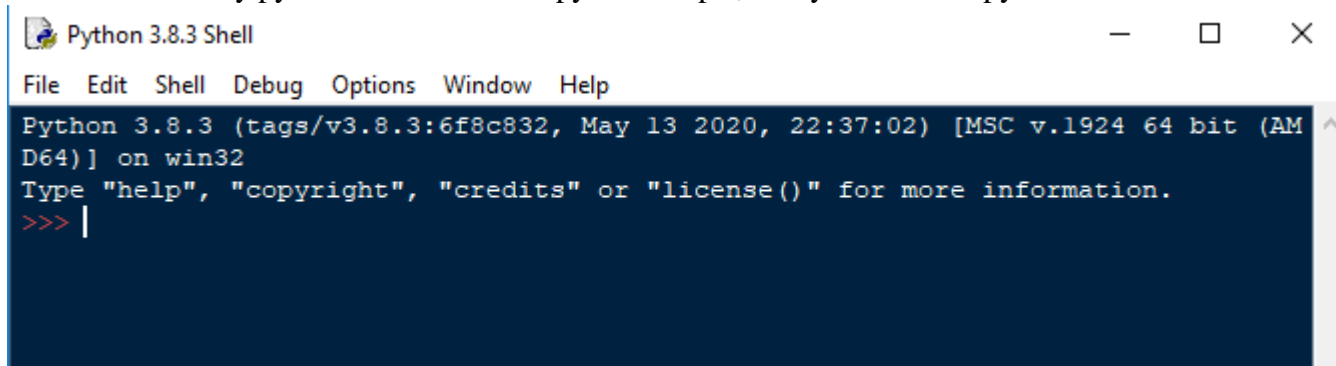 Python 3.8.3 Shell
File Edit Shell Debug Options Window Help
Python 3.8.3 (tags/v3.8.3:6f8c832, May 13 2020, 22:37:02) [MSC v.1924 64 bit (AM
D64)] on win32
Type "help", "copyright", "credits" or "license()" for more information.
>>>